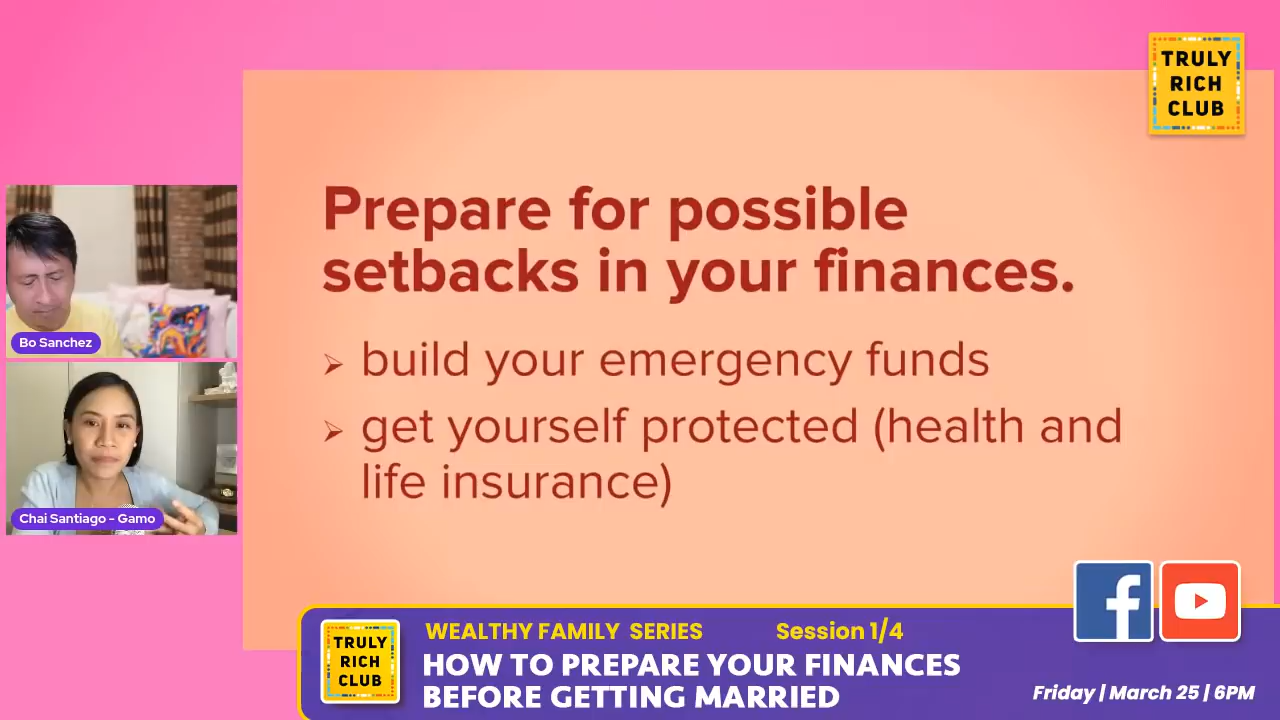 TRULY
RICH
CLUB
Prepare for possible
setbacks in your finances.
➢ build your emergency funds
➢ get yourself protected (health and
life insurance)
Bo Sanchez
Chai Santiago - Gamo
TRULY
RICH
CLUB
WEALTHY FAMILY SERIES Session 1/4
HOW TO PREPARE YOUR FINANCES
BEFORE GETTING MARRIED
Friday | March 25 | 6PM